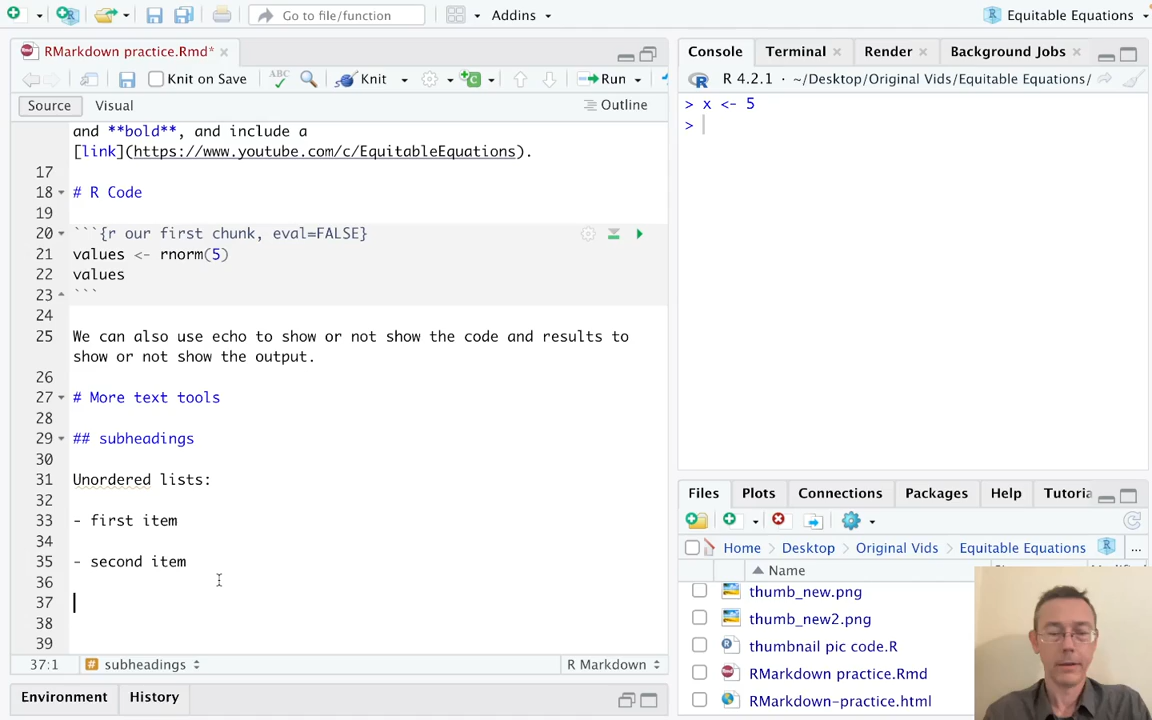 Go to file/function
Addins
Equitable Equations
RMarkdown practice.Rmd*
Knit on Save
ABC
Knit
Run
Source
Visual
Outline
and **bold**, and include a
[link](https://www.youtube.com/c/EquitableEquations).
17
18 # R Code
19
20 ```{r our first chunk, eval=FALSE}
21 values <- rnorm(5)
22 values
23 ```
24
25 We can also use echo to show or not show the code and results to
show or not show the output.
26
27 # More text tools
28
29 ## subheadings
30
31 Unordered lists:
32
33 - first item
34
35 - second item
36
37
38
39
37:1 # subheadings
R Markdown
Environment
History
Console
Terminal
Render
Background Jobs
R 4.2.1 · ~/Desktop/Original Vids/Equitable Equations/
> x <- 5
>
Files
Plots
Connections
Packages
Help
Tutoria
Home
Desktop
Original Vids
Equitable Equations
...
Name
thumb_new.png
thumb_new2.png
thumbnail pic code.R
RMarkdown practice.Rmd
RMarkdown-practice.html